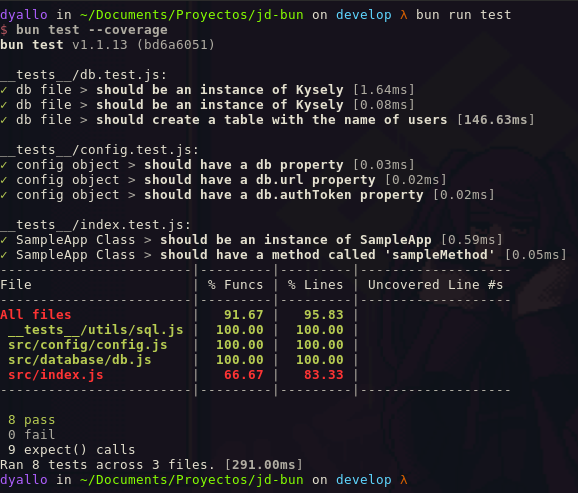 dyallo in ~/Documents/Proyectos/jd-bun on develop λ bun run test
$ bun test --coverage
bun test v1.1.13 (bd6a6051)
__tests__/db.test.js:
✓ db file > should be an instance of Kysely [1.64ms]
✓ db file > should be an instance of Kysely [0.08ms]
✓ db file > should create a table with the name of users [146.63ms]
__tests__/config.test.js:
✓ config object > should have a db property [0.03ms]
✓ config object > should have a db.url property [0.02ms]
✓ config object > should have a db.authToken property [0.02ms]
__tests__/index.test.js:
✓ SampleApp Class > should be an instance of SampleApp [0.59ms]
✓ SampleApp Class > should have a method called 'sampleMethod' [0.05ms]
------------------------|---------|---------|-------------------
File                    | % Funcs | % Lines | Uncovered Line #s
------------------------|---------|---------|-------------------
All files               |   91.67 |   95.83 |
 __tests__/utils/sql.js |  100.00 |  100.00 |
 src/config/config.js   |  100.00 |  100.00 |
 src/database/db.js     |  100.00 |  100.00 |
 src/index.js           |   66.67 |   83.33 |
------------------------|---------|---------|-------------------
 8 pass
 0 fail
 9 expect() calls
Ran 8 tests across 3 files. [291.00ms]
dyallo in ~/Documents/Proyectos/jd-bun on develop λ